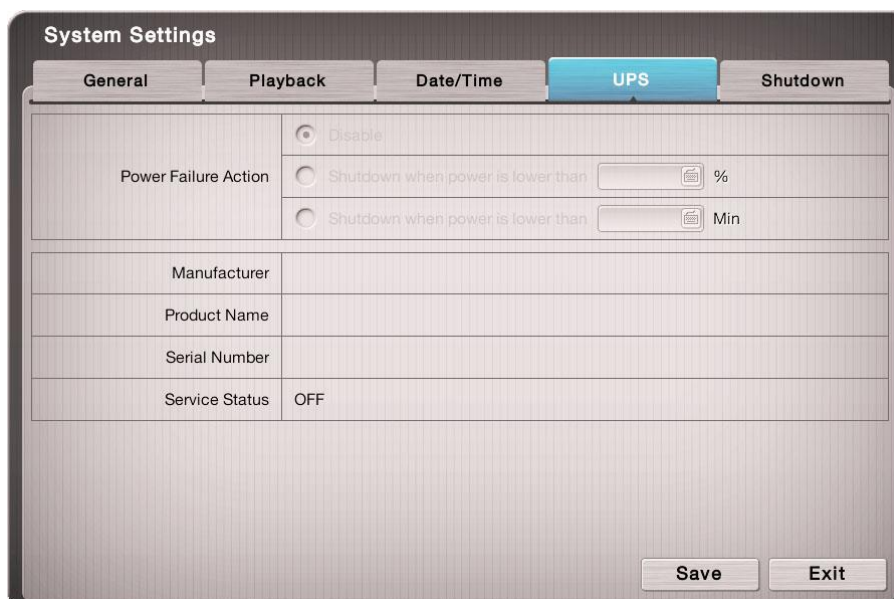 System Settings
General Playback Date/Time UPS Shutdown
Power Failure Action
Disable
Shutdown when power is lower than %
Shutdown when power is lower than Min
Manufacturer
Product Name
Serial Number
Service Status OFF
Save Exit